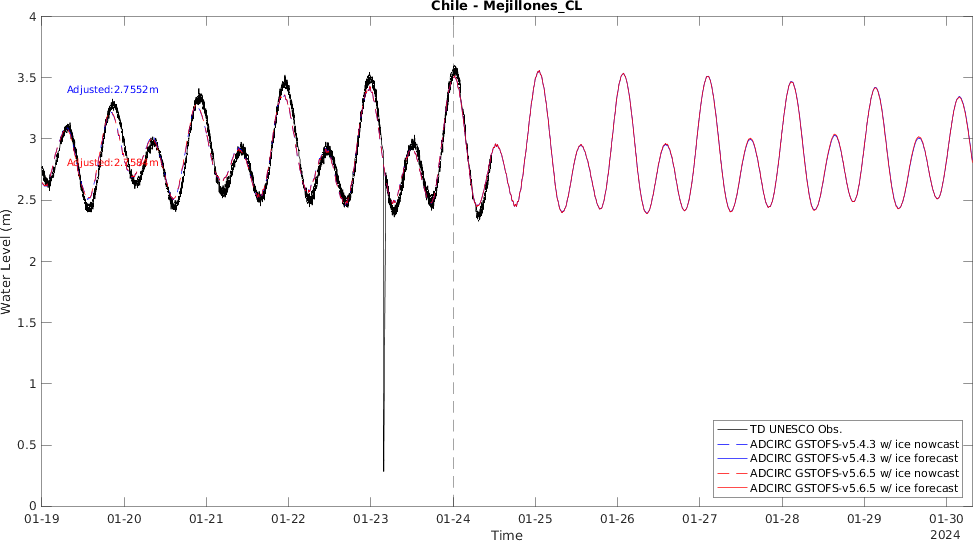 Chile - Mejillones_CL
4
3.5
3
2.5
2
1.5
1
0.5
0
Water Level (m)
Adjusted:2.7552m
01-19
01-20
01-21
01-22
01-23
01-24
01-25
01-26
01-27
01-28
01-29
01-30
2024
Time
TD UNESCO Obs.
ADCIRC GSTOFS-v5.4.3 w/ ice nowcast
ADCIRC GSTOFS-v5.4.3 w/ ice forecast
ADCIRC GSTOFS-v5.6.5 w/ ice nowcast
ADCIRC GSTOFS-v5.6.5 w/ ice forecast